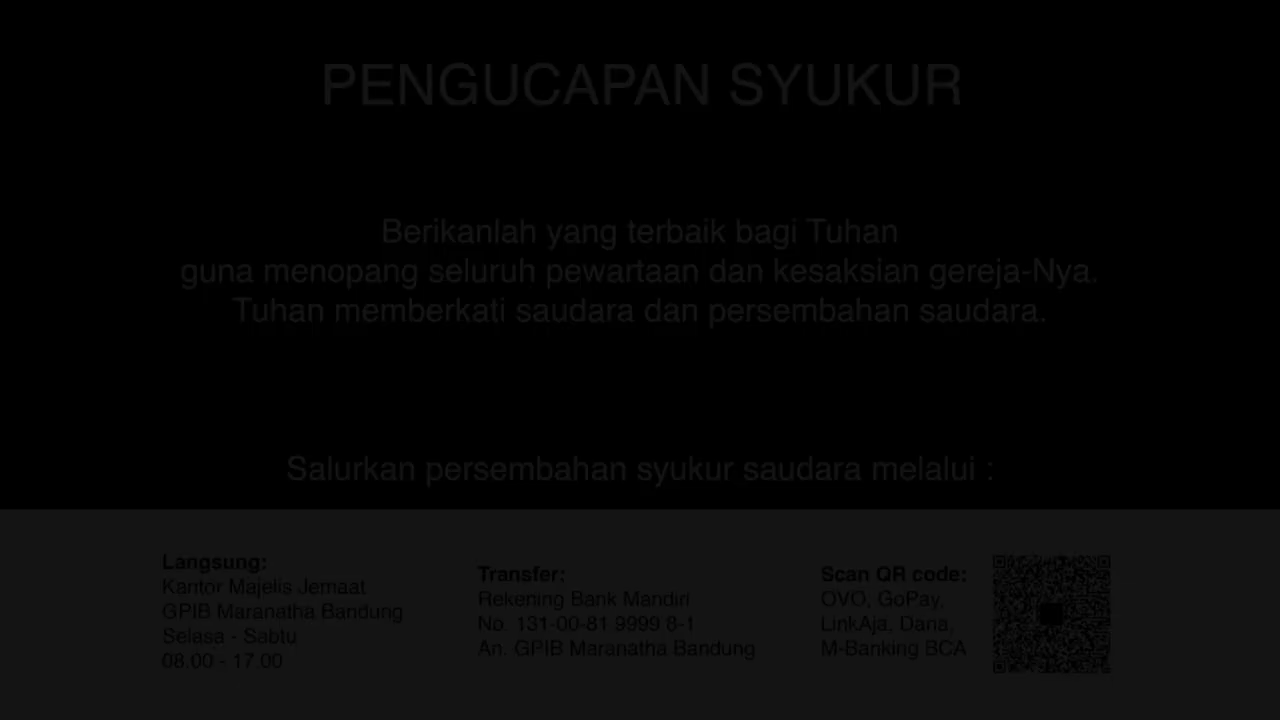 PENGUCAPAN SYUKUR
Berikanlah yang terbaik bagi Tuhan
guna menopang seluruh pewartaan dan kesaksian gereja-Nya.
Tuhan memberkati saudara dan persembahan saudara.
Salurkan persembahan syukur saudara melalui :
Langsung:
Kantor Majelis Jemaat
GPIB Maranatha Bandung
Selasa - Sabtu
08.00 - 17.00
Transfer:
Rekening Bank Mandiri
No. 131-00-81 9999 8-1
An. GPIB Maranatha Bandung
Scan QR code:
OVO, GoPay,
LinkAja, Dana,
M-Banking BCA